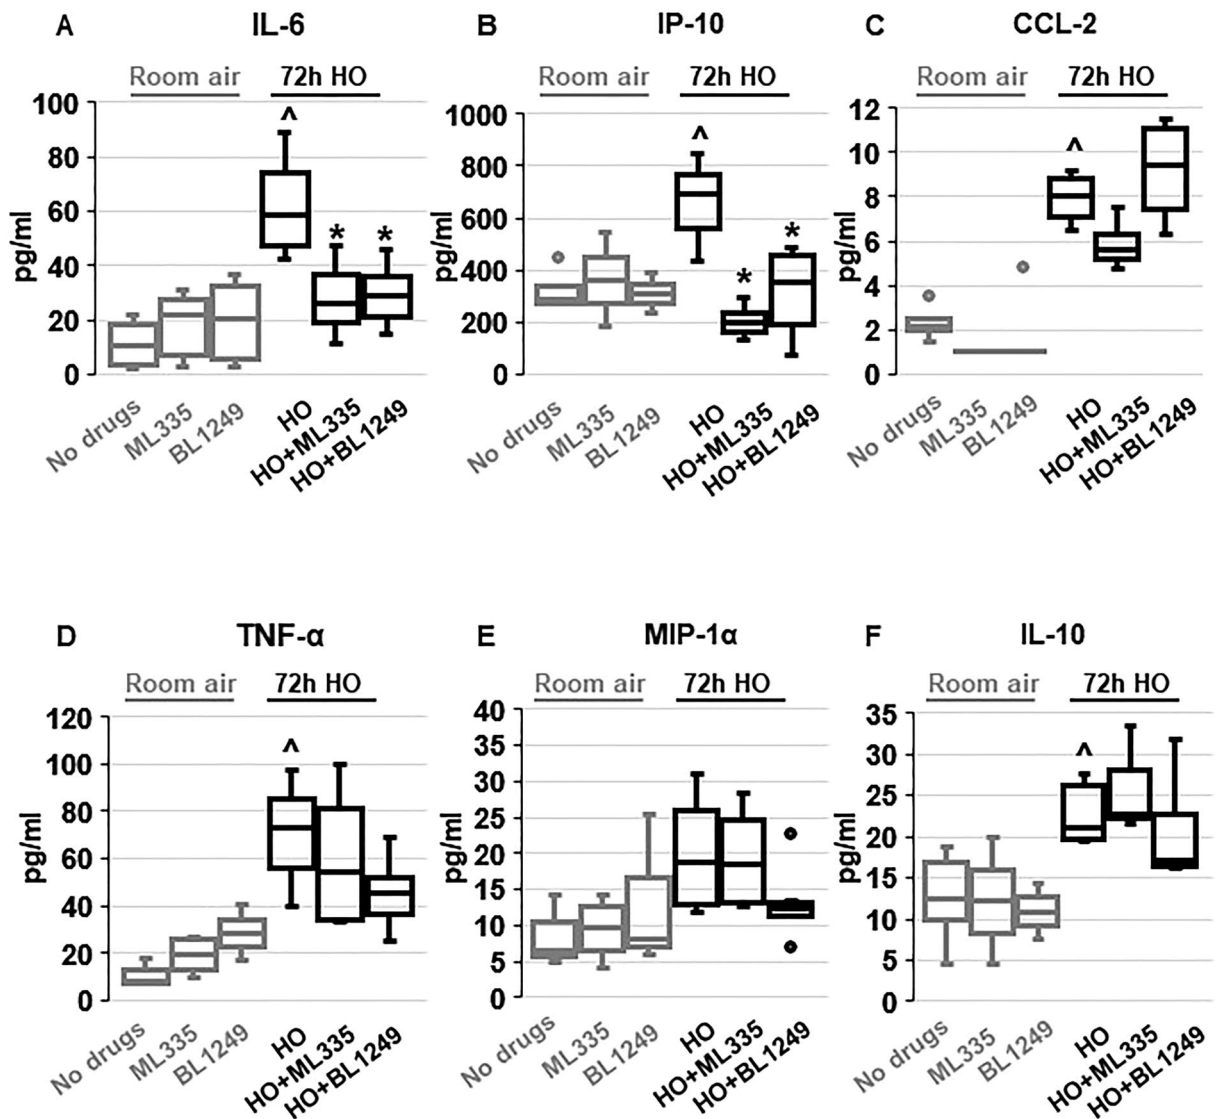 A IL-6
Room air 72h HO
pg/ml
100
80
60
40
20
0
^
*
*
No drugs
ML335
BL1249
HO
HO+ML335
HO+BL1249
B IP-10
Room air 72h HO
pg/ml
1000
800
600
400
200
0
^
*
*
No drugs
ML335
BL1249
HO
HO+ML335
HO+BL1249
C CCL-2
Room air 72h HO
pg/ml
12
10
8
6
4
2
0
^
No drugs
ML335
BL1249
HO
HO+ML335
HO+BL1249
D TNF-α
Room air 72h HO
pg/ml
120
100
80
60
40
20
0
^
No drugs
ML335
BL1249
HO
HO+ML335
HO+BL1249
E MIP-1α
Room air 72h HO
pg/ml
40
35
30
25
20
15
10
5
0
No drugs
ML335
BL1249
HO
HO+ML335
HO+BL1249
F IL-10
Room air 72h HO
pg/ml
35
30
25
20
15
10
5
0
^
No drugs
ML335
BL1249
HO
HO+ML335
HO+BL1249